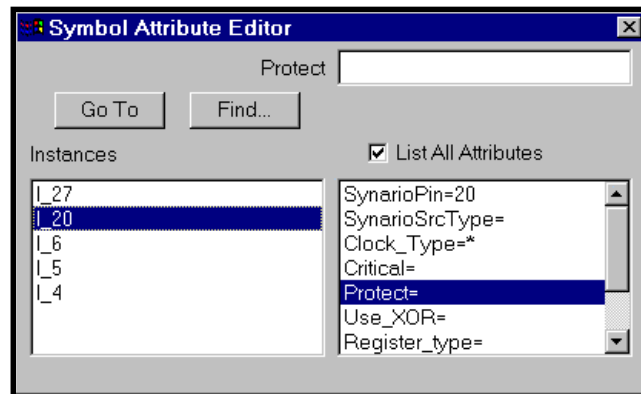 Symbol Attribute Editor
Protect
Go To
Find...
Instances
List All Attributes
I_27
I_20
I_6
I_5
I_4
SynarioPin=20
SynarioSrcType=
Clock_Type=*
Critical=
Protect=
Use_XOR=
Register_type=